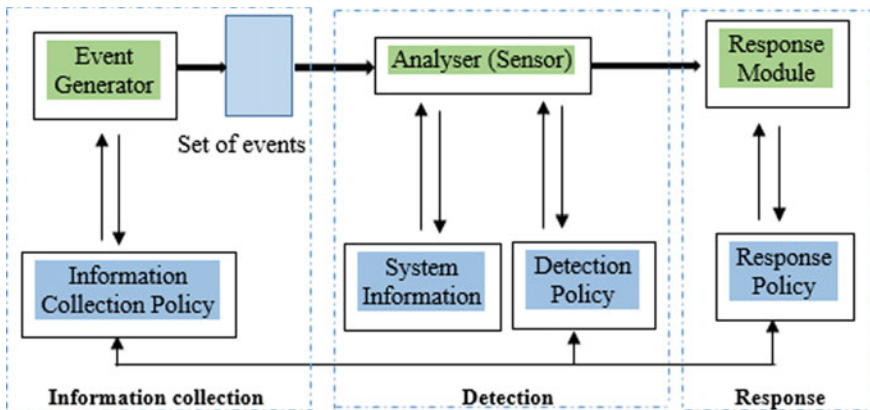 Event
Generator
Set of events
Analyser (Sensor)
Response
Module
Information
Collection Policy
System
Information
Detection
Policy
Response
Policy
Information collection
Detection
Response